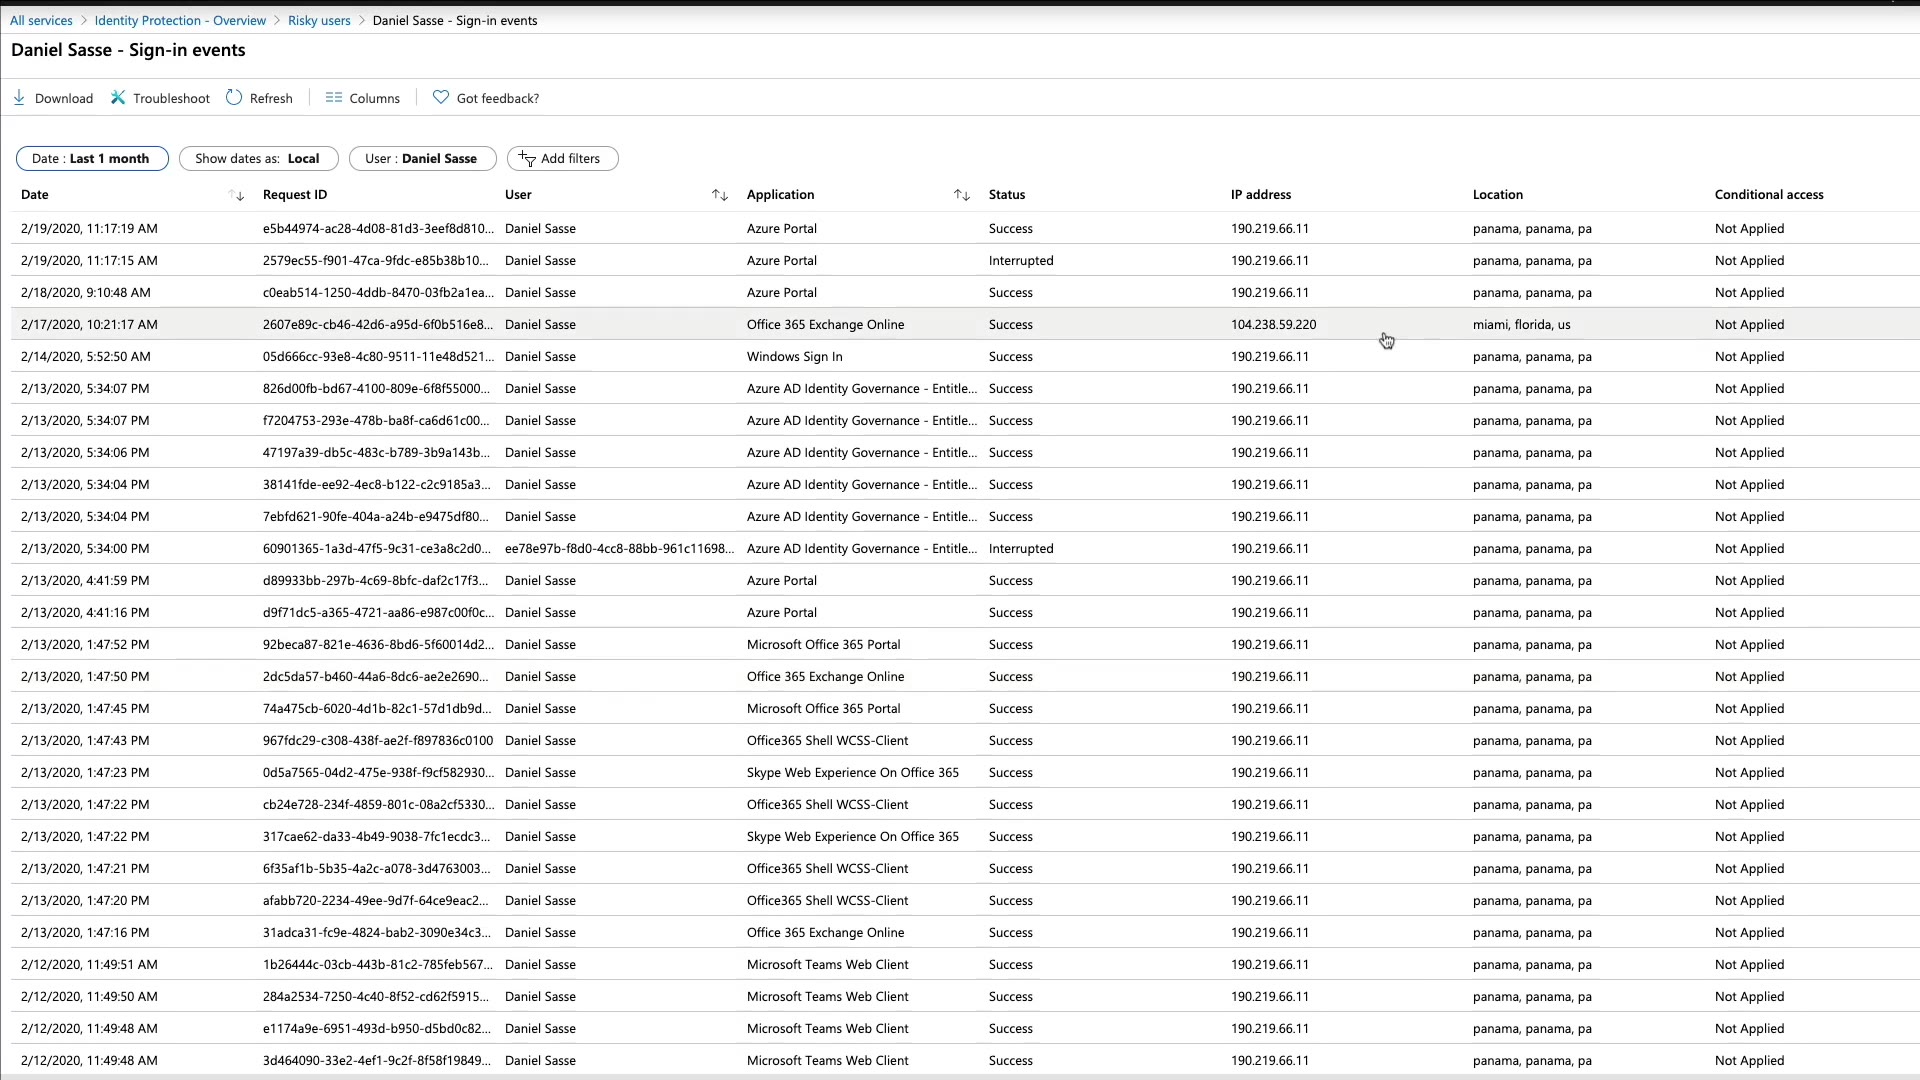 All services > Identity Protection - Overview > Risky users > Daniel Sasse - Sign-in events
Daniel Sasse - Sign-in events
Download Troubleshoot Refresh Columns Got feedback?
Date : Last 1 month Show dates as: Local User : Daniel Sasse Add filters
Date Request ID User Application Status IP address Location Conditional access
2/19/2020, 11:17:19 AM e5b44974-ac28-4d08-81d3-3eef8d810... Daniel Sasse Azure Portal Success 190.219.66.11 panama, panama, pa Not Applied
2/19/2020, 11:17:15 AM 2579ec55-f901-47ca-9fdc-e85b38b10... Daniel Sasse Azure Portal Interrupted 190.219.66.11 panama, panama, pa Not Applied
2/18/2020, 9:10:48 AM c0eab514-1250-4ddb-8470-03fb2a1ea... Daniel Sasse Azure Portal Success 190.219.66.11 panama, panama, pa Not Applied
2/17/2020, 10:21:17 AM 2607e89c-cb46-42d6-a95d-6f0b516e8... Daniel Sasse Office 365 Exchange Online Success 104.238.59.220 miami, florida, us Not Applied
2/14/2020, 5:52:50 AM 05d666cc-93e8-4c80-9511-11e48d521... Daniel Sasse Windows Sign In Success 190.219.66.11 panama, panama, pa Not Applied
2/13/2020, 5:34:07 PM 826d00fb-bd67-4100-809e-6f8f55000... Daniel Sasse Azure AD Identity Governance - Entitle... Success 190.219.66.11 panama, panama, pa Not Applied
2/13/2020, 5:34:07 PM f7204753-293e-478b-ba8f-ca6d61c00... Daniel Sasse Azure AD Identity Governance - Entitle... Success 190.219.66.11 panama, panama, pa Not Applied
2/13/2020, 5:34:06 PM 47197a39-db5c-483c-b789-3b9a143b... Daniel Sasse Azure AD Identity Governance - Entitle... Success 190.219.66.11 panama, panama, pa Not Applied
2/13/2020, 5:34:04 PM 38141fde-ee92-4ec8-b122-c2c9185a3... Daniel Sasse Azure AD Identity Governance - Entitle... Success 190.219.66.11 panama, panama, pa Not Applied
2/13/2020, 5:34:04 PM 7ebfd621-90fe-404a-a24b-e9475df80... Daniel Sasse Azure AD Identity Governance - Entitle... Success 190.219.66.11 panama, panama, pa Not Applied
2/13/2020, 5:34:00 PM 60901365-1a3d-47f5-9c31-ce3a8c2d0... ee78e97b-f8d0-4cc8-88bb-961c11698... Azure AD Identity Governance - Entitle... Interrupted 190.219.66.11 panama, panama, pa Not Applied
2/13/2020, 4:41:59 PM d89933bb-297b-4c69-8bfc-daf2c17f3... Daniel Sasse Azure Portal Success 190.219.66.11 panama, panama, pa Not Applied
2/13/2020, 4:41:16 PM d9f71dc5-a365-4721-aa86-e987c00f0c... Daniel Sasse Azure Portal Success 190.219.66.11 panama, panama, pa Not Applied
2/13/2020, 1:47:52 PM 92beca87-821e-4636-8bd6-5f60014d2... Daniel Sasse Microsoft Office 365 Portal Success 190.219.66.11 panama, panama, pa Not Applied
2/13/2020, 1:47:50 PM 2dc5da57-b460-44a6-8dc6-ae2e2690... Daniel Sasse Office 365 Exchange Online Success 190.219.66.11 panama, panama, pa Not Applied
2/13/2020, 1:47:45 PM 74a475cb-6020-4d1b-82c1-57d1db9d... Daniel Sasse Microsoft Office 365 Portal Success 190.219.66.11 panama, panama, pa Not Applied
2/13/2020, 1:47:43 PM 967fdc29-c308-438f-ae2f-f897836c0100 Daniel Sasse Office365 Shell WCSS-Client Success 190.219.66.11 panama, panama, pa Not Applied
2/13/2020, 1:47:23 PM 0d5a7565-04d2-475e-938f-f9cf582930... Daniel Sasse Skype Web Experience On Office 365 Success 190.219.66.11 panama, panama, pa Not Applied
2/13/2020, 1:47:22 PM cb24e728-234f-4859-801c-08a2cf5330... Daniel Sasse Office365 Shell WCSS-Client Success 190.219.66.11 panama, panama, pa Not Applied
2/13/2020, 1:47:22 PM 317cae62-da33-4b49-9038-7fc1ecdc3... Daniel Sasse Skype Web Experience On Office 365 Success 190.219.66.11 panama, panama, pa Not Applied
2/13/2020, 1:47:21 PM 6f35af1b-5b35-4a2c-a078-3d4763003... Daniel Sasse Office365 Shell WCSS-Client Success 190.219.66.11 panama, panama, pa Not Applied
2/13/2020, 1:47:20 PM afabb720-2234-49ee-9d7f-64ce9eac2... Daniel Sasse Office365 Shell WCSS-Client Success 190.219.66.11 panama, panama, pa Not Applied
2/13/2020, 1:47:16 PM 31adca31-fc9e-4824-bab2-3090e34c3... Daniel Sasse Office 365 Exchange Online Success 190.219.66.11 panama, panama, pa Not Applied
2/12/2020, 11:49:51 AM 1b26444c-03cb-443b-81c2-785feb567... Daniel Sasse Microsoft Teams Web Client Success 190.219.66.11 panama, panama, pa Not Applied
2/12/2020, 11:49:50 AM 284a2534-7250-4c40-8f52-cd62f5915... Daniel Sasse Microsoft Teams Web Client Success 190.219.66.11 panama, panama, pa Not Applied
2/12/2020, 11:49:48 AM e1174a9e-6951-493d-b950-d5bd0c82... Daniel Sasse Microsoft Teams Web Client Success 190.219.66.11 panama, panama, pa Not Applied
2/12/2020, 11:49:48 AM 3d464090-33e2-4ef1-9c2f-8f58f19849... Daniel Sasse Microsoft Teams Web Client Success 190.219.66.11 panama, panama, pa Not Applied